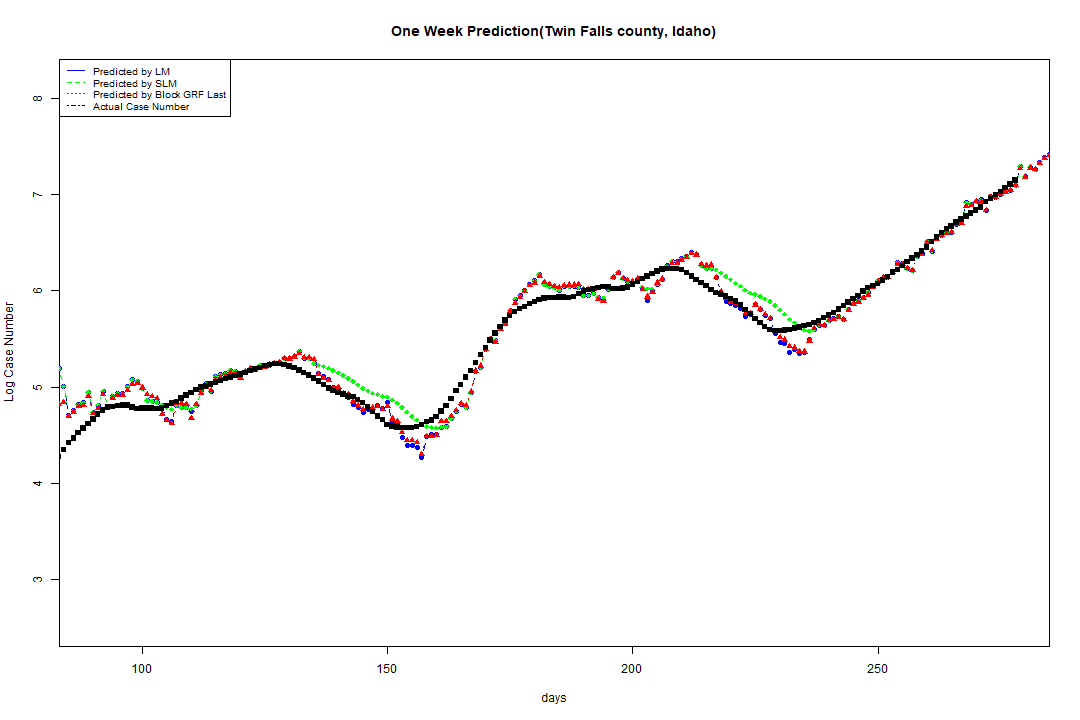 One Week Prediction(Twin Falls county, Idaho)
Predicted by LM
Predicted by SLM
Predicted by Block GRF Last
Actual Case Number
8
7
6
5
4
3
Log Case Number
100 150 200 250
days